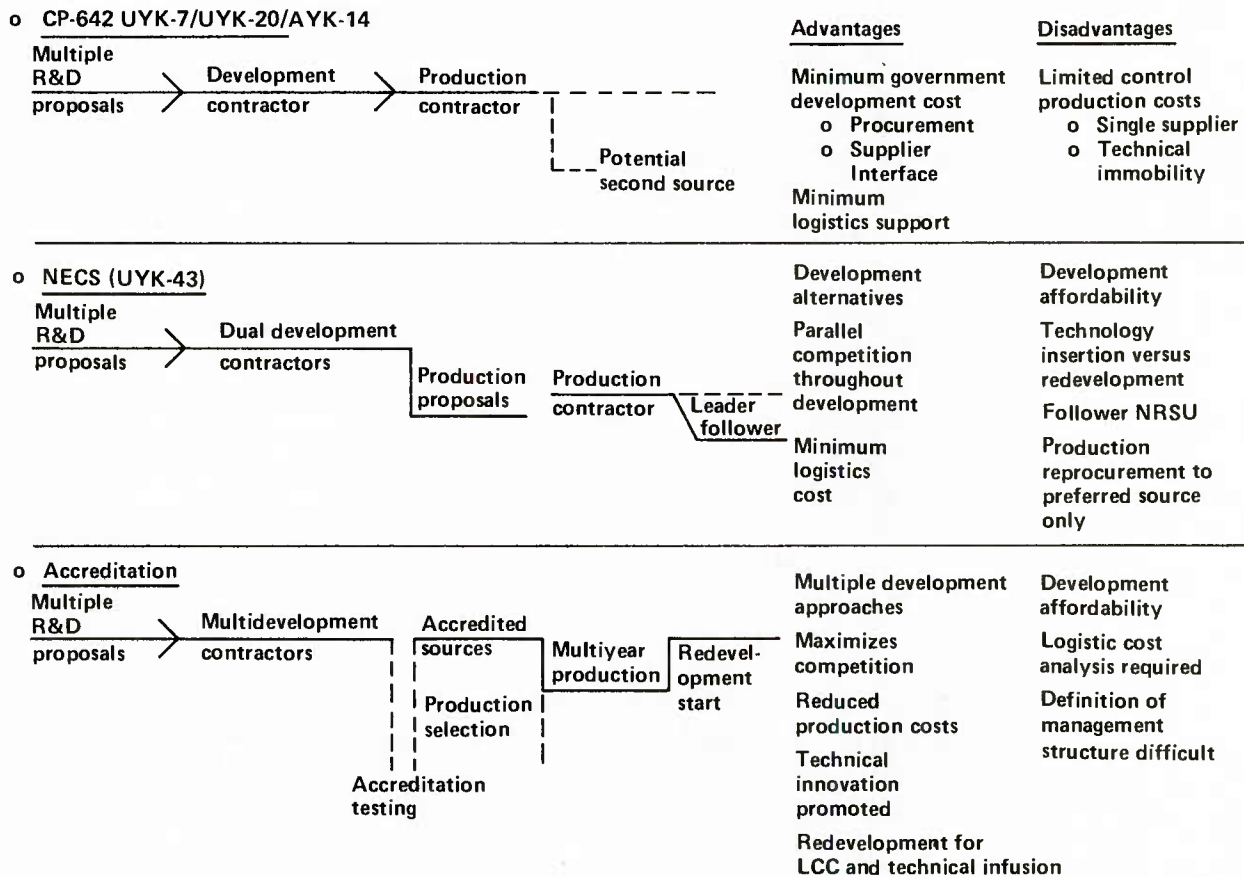 o CP-642 UYK-7/UYK-20/AYK-14
Multiple
R&D
proposals
Development
contractor
Production
contractor
Potential
second source
Advantages
Minimum government
development cost
o Procurement
o Supplier
Interface
Minimum
logistics support
Disadvantages
Limited control
production costs
o Single supplier
o Technical
immobility
o NECS (UYK-43)
Multiple
R&D
proposals
Dual development
contractors
Production
proposals
Production
contractor
Leader
follower
Development
alternatives
Parallel
competition
throughout
development
Minimum
logistics
cost
Development
affordability
Technology
insertion versus
redevelopment
Follower NRSU
Production
reprocurement to
preferred source
only
o Accreditation
Multiple
R&D
proposals
Multidevelopment
contractors
Accreditation
testing
Accredited
sources
Production
selection
Multiyear
production
Redevel-
opment
start
Multiple development
approaches
Maximizes
competition
Reduced
production costs
Technical
innovation
promoted
Redevelopment for
LCC and technical infusion
Development
affordability
Logistic cost
analysis required
Definition of
management
structure difficult